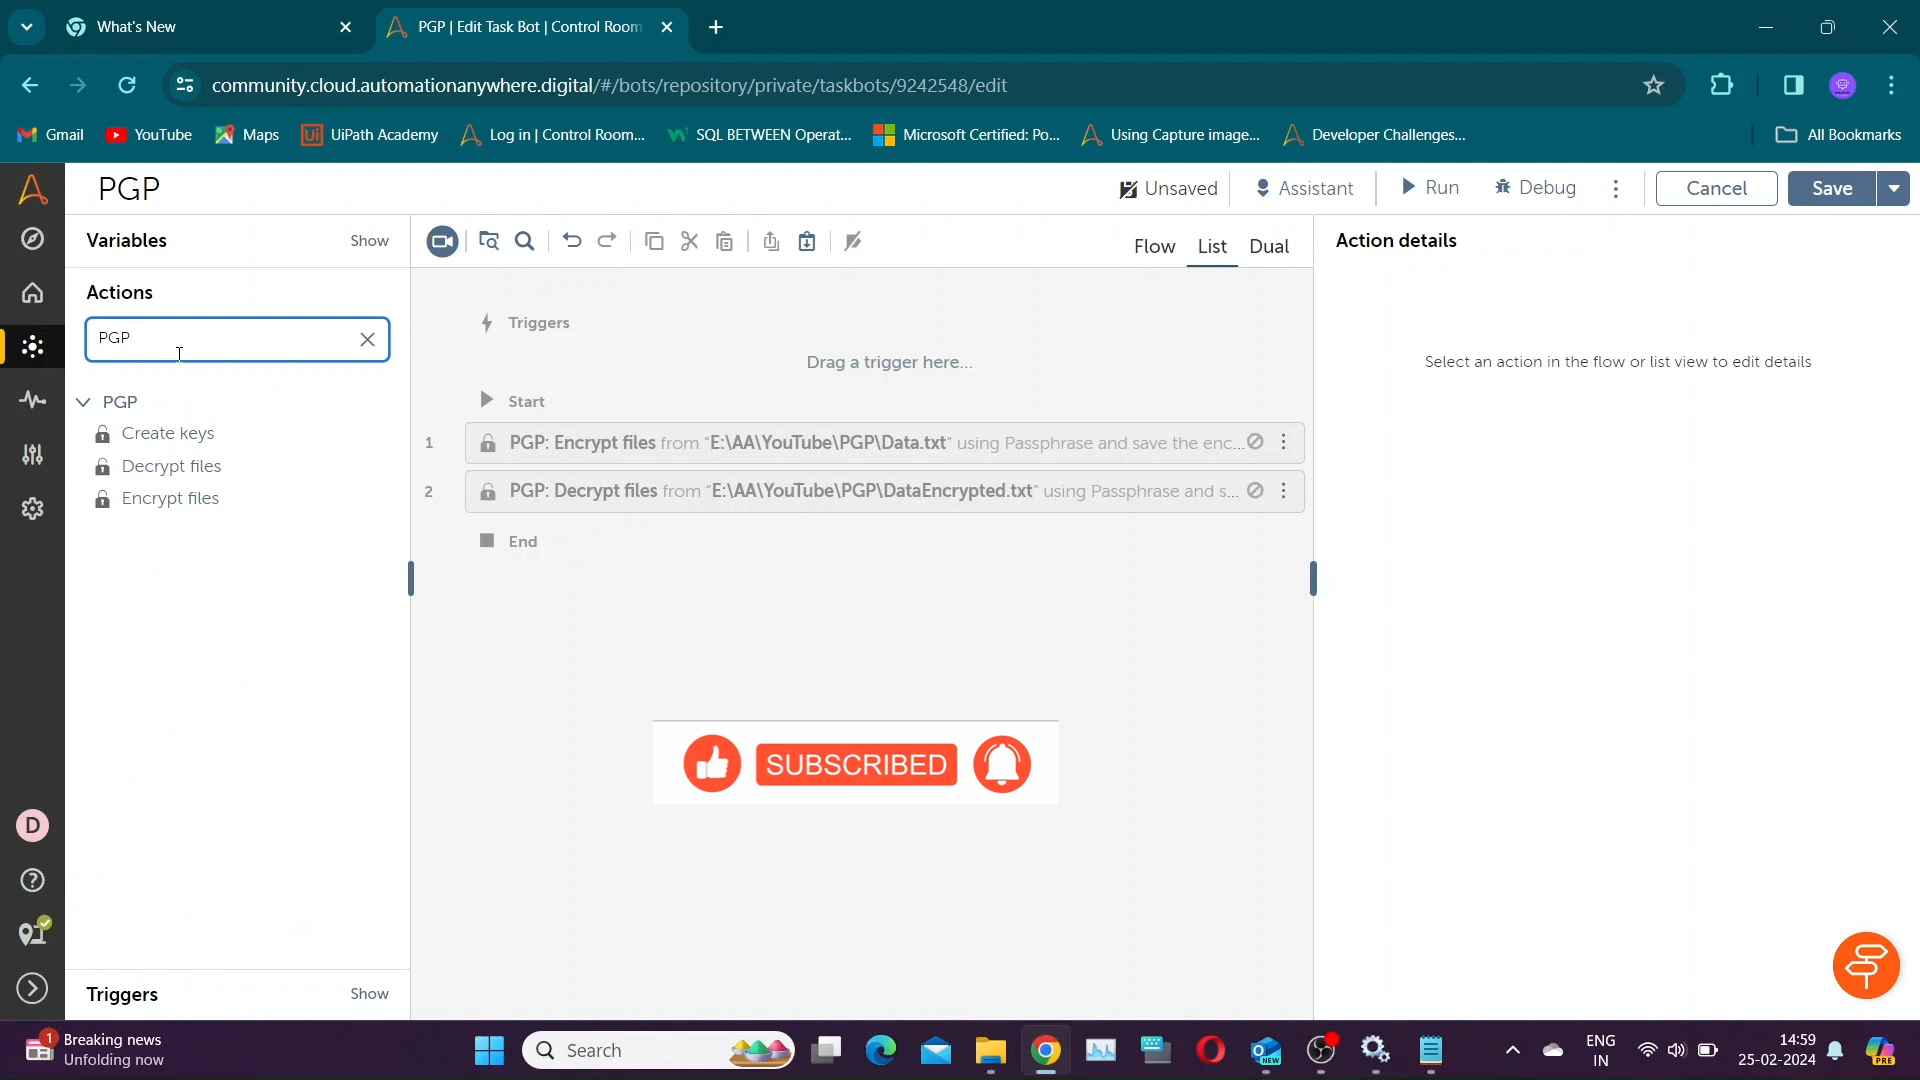 What's New
PGP | Edit Task Bot | Control Room
community.cloud.automationanywhere.digital/#/bots/repository/private/taskbots/9242548/edit
Gmail
YouTube
Maps
UiPath Academy
Log in | Control Room...
SQL BETWEEN Operat...
Microsoft Certified: Po...
Using Capture image...
Developer Challenges...
All Bookmarks
PGP
Unsaved
Assistant
Run
Debug
Cancel
Save
Variables
Show
Flow
List
Dual
Action details
Actions
PGP
Triggers
Drag a trigger here...
Select an action in the flow or list view to edit details
PGP
Start
Create keys
1 PGP: Encrypt files from "E:\AA\YouTube\PGP\Data.txt" using Passphrase and save the enc...
Decrypt files
2 PGP: Decrypt files from "E:\AA\YouTube\PGP\DataEncrypted.txt" using Passphrase and s...
Encrypt files
End
SUBSCRIBED
D
Triggers
Show
1
Breaking news
Unfolding now
Search
NEW
ENG
IN
14:59
25-02-2024
PRE